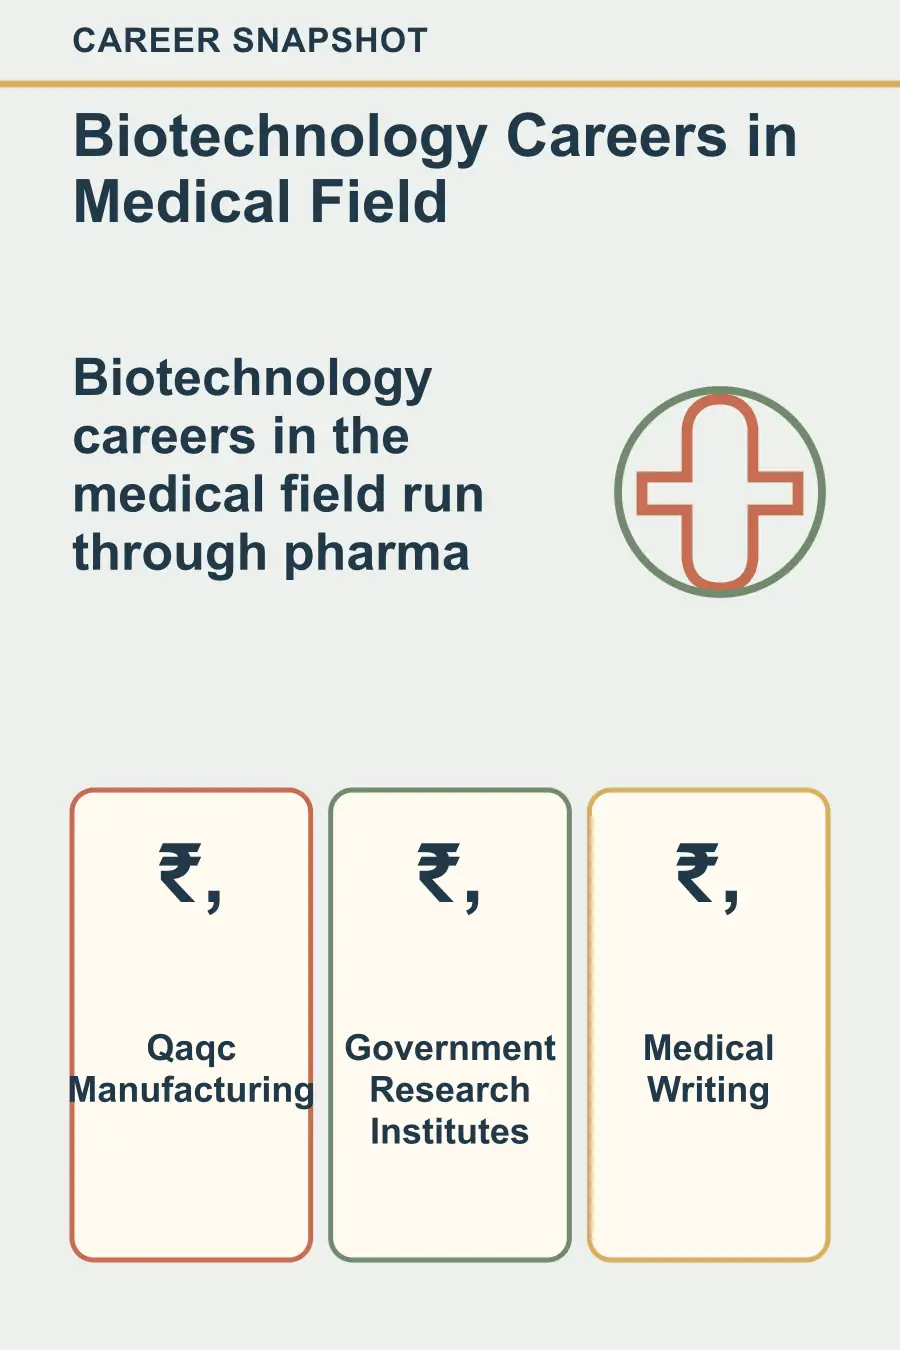 CAREER SNAPSHOT
Biotechnology Careers in
Medical Field
Biotechnology
careers in the
medical field run
through pharma
₹,
₹,
₹,
Qaqc
Manufacturing
Government
Research
Institutes
Medical
Writing